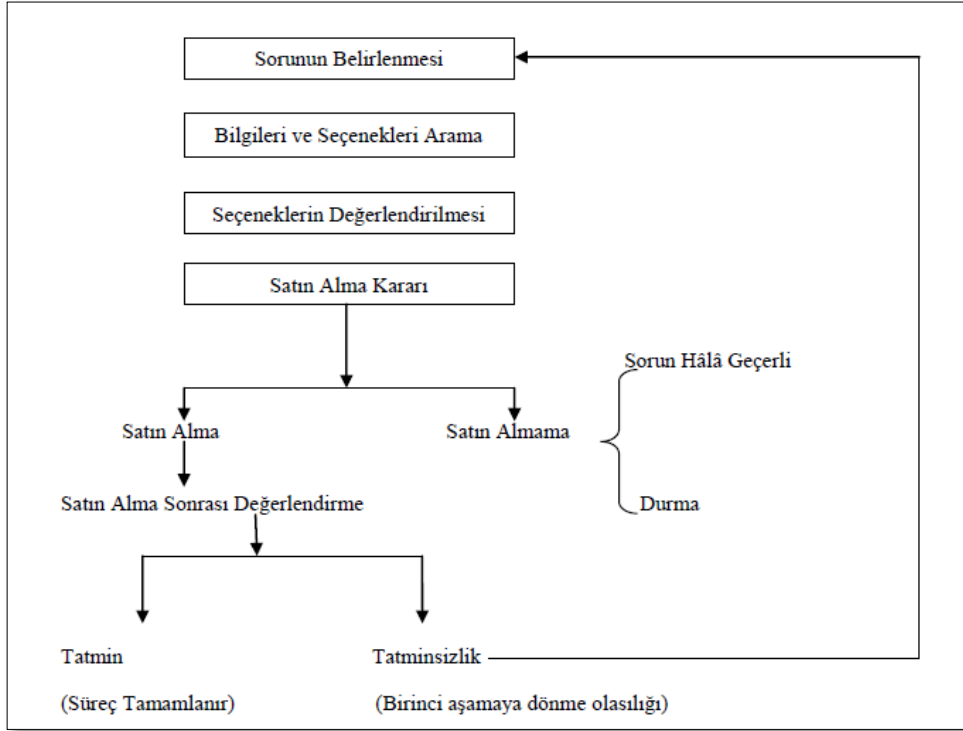 Sorunun Belirlenmesi
Bilgileri ve Seçenekleri Arama
Seçeneklerin Değerlendirilmesi
Satın Alma Kararı
Sorun Hâlâ Geçerli
Satın Alma
Satın Almama
Satın Alma Sonrası Değerlendirme
Durma
Tatmin
Tatminsizlik
(Süreç Tamamlanır)
(Birinci aşamaya dönme olasılığı)